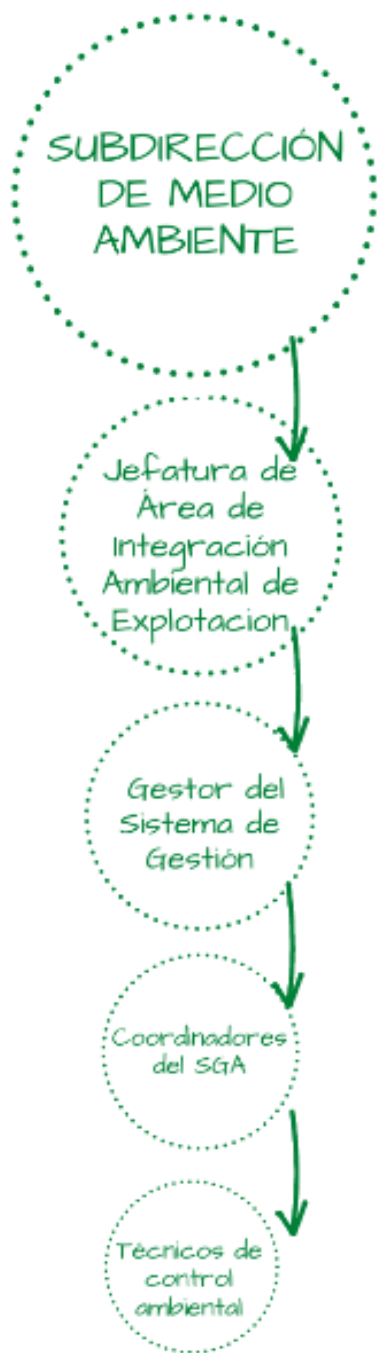 SUBDIRECCIÓN
DE MEDIO
AMBIENTE
Jefatura de
Área de
Integración
Ambiental de
Explotacion
Gestor del
Sistema de
Gestión
Coordinadores
del SGA
Técnicos de
control
ambiental